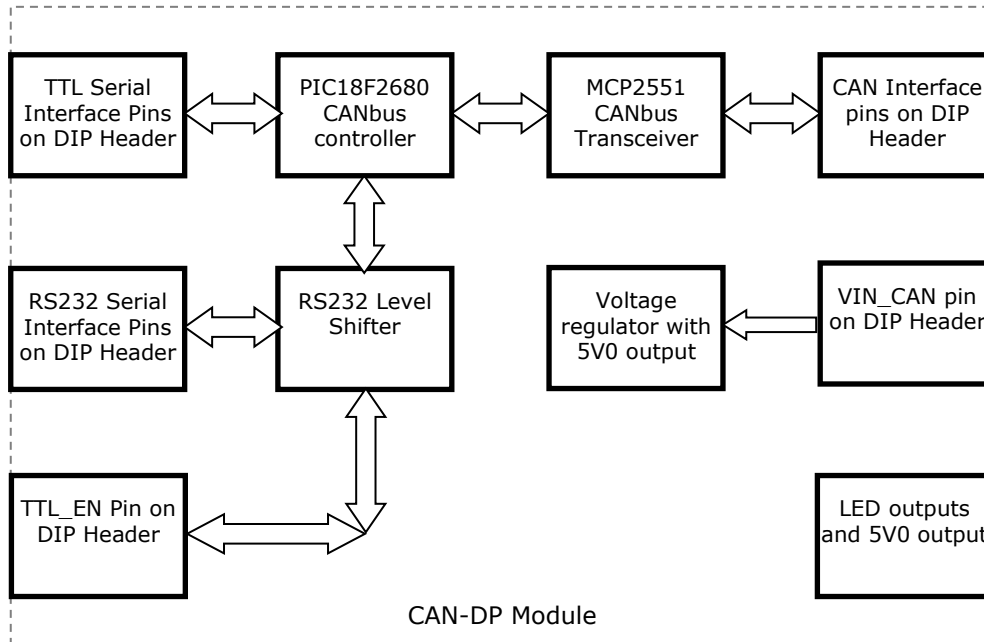 TTL Serial
Interface Pins
on DIP Header
PIC18F2680
CANbus
controller
MCP2551
CANbus
Transceiver
CAN Interface
pins on DIP
Header
RS232 Serial
Interface Pins
on DIP Header
RS232 Level
Shifter
Voltage
regulator with
5V0 output
VIN_CAN pin
on DIP Header
TTL_EN Pin on
DIP Header
LED outputs
and 5V0 output
CAN-DP Module